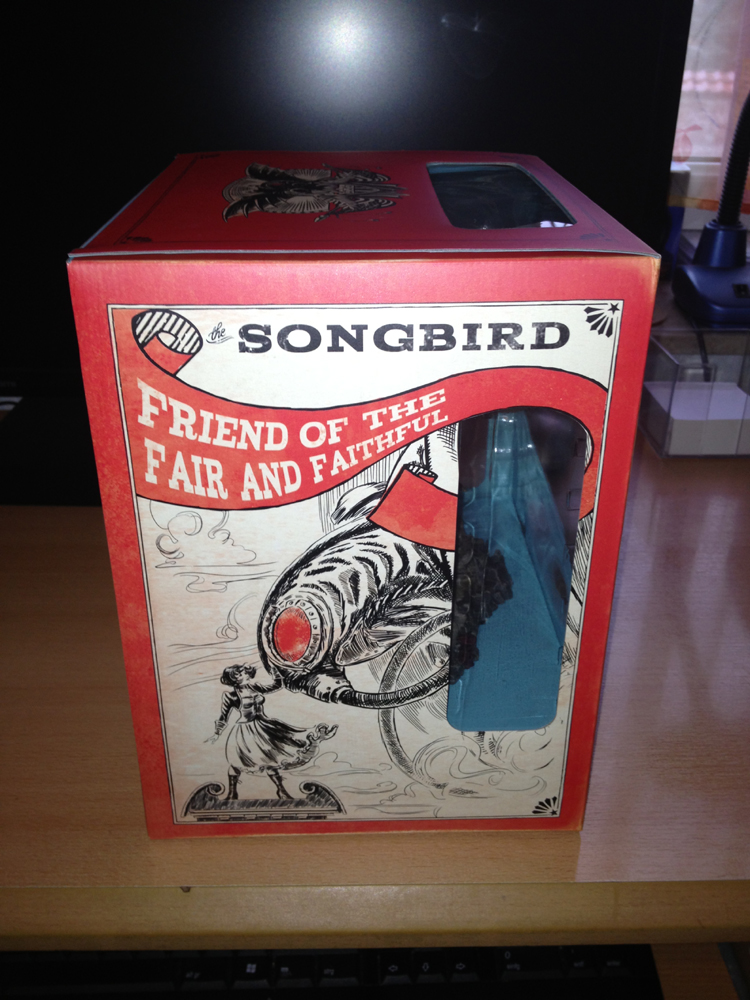 the SONGBIRD
FRIEND OF THE
FAIR AND FAITHFUL